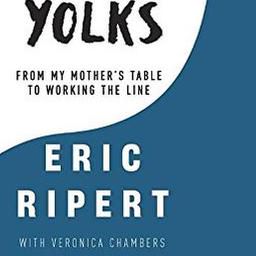 YOLKS
FROM MY MOTHER'S TABLE
TO WORKING THE LINE
ERIC
RIPERT
WITH VERONICA CHAMBERS